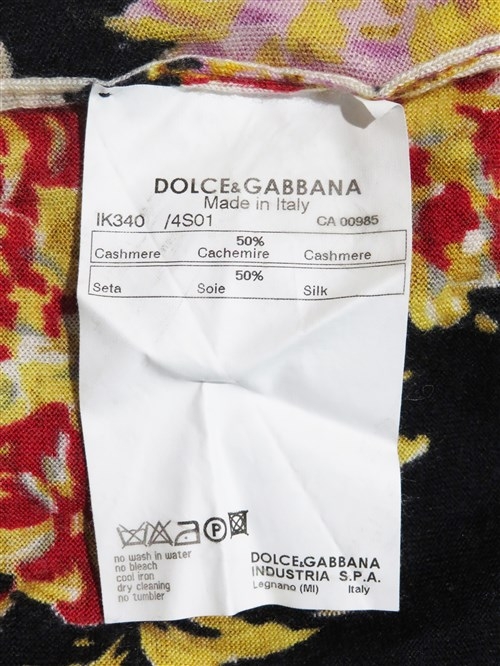 DOLCE&GABBANA
Made in Italy
IK340 /4S01 CA 00985
50%
Cashmere Cachemire Cashmere
50%
Seta Soie Silk
P
no wash in water
no bleach
cool iron
dry cleaning
no tumbler
DOLCE&GABBANA
INDUSTRIA S.P.A.
Legnano (MI) Italy